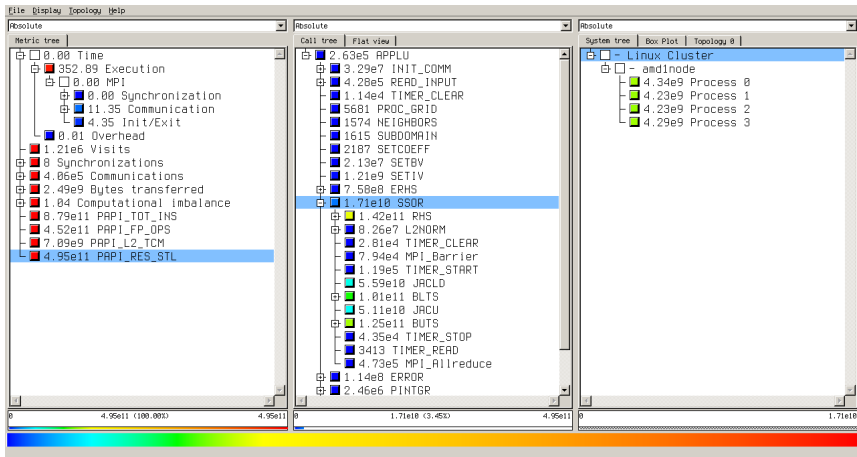 File Display Topology Help
Absolute
Metric tree
0.00 Time
352.89 Execution
0.00 MPI
0.00 Synchronization
11.35 Communication
4.35 Init/Exit
0.01 Overhead
1.21e6 Visits
8 Synchronizations
4.06e5 Communications
2.49e9 Bytes transferred
1.04 Computational imbalance
8.79e11 PAPI_TOT_INS
4.52e11 PAPI_FP_OPS
7.09e9 PAPI_L2_TCM
4.95e11 PAPI_RES_STL
0 4.95e11 (100.00%) 4.95e11
Absolute
Call tree Flat view
2.63e5 APPLU
3.29e7 INIT_COMM
4.28e5 READ_INPUT
1.14e4 TIMER_CLEAR
5681 PROC_GRID
1574 NEIGHBORS
1615 SUBDOMAIN
2187 SETCOEFF
2.13e7 SETBV
1.21e9 SETIV
7.58e8 ERHS
1.71e10 SSOR
1.42e11 RHS
8.26e7 L2NORM
2.81e4 TIMER_CLEAR
7.94e4 MPI_Barrier
1.19e5 TIMER_START
5.59e10 JACLD
1.01e11 BLTS
5.11e10 JACU
1.25e11 BUTS
4.35e4 TIMER_STOP
3413 TIMER_READ
4.73e5 MPI_Allreduce
1.14e8 ERROR
2.46e6 PINTGR
0 1.71e10 (3.45%) 4.95e11
Absolute
System tree Box Plot Topology 0
- Linux Cluster
- amd1node
4.34e9 Process 0
4.23e9 Process 1
4.23e9 Process 2
4.29e9 Process 3
0 1.71e10